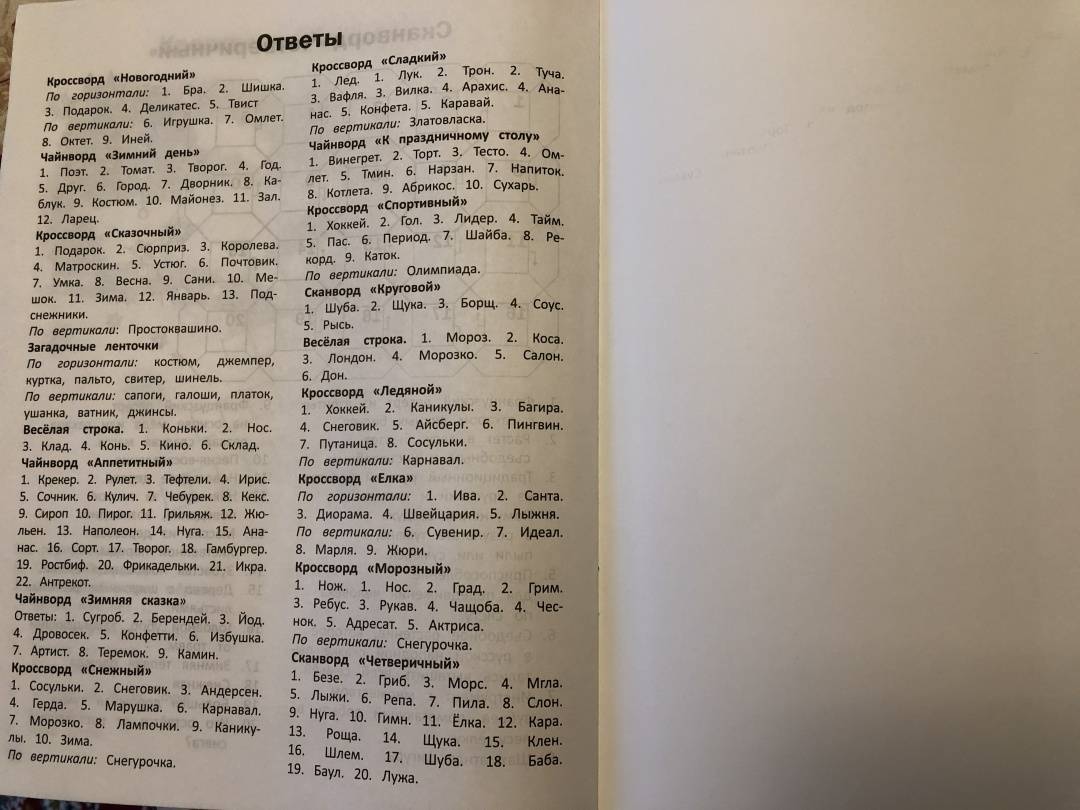 Ответы
Кроссворд «Новогодний»
По горизонтали: 1. Бра. 2. Шишка.
3. Подарок. 4. Деликатес. 5. Твист
По вертикали: 6. Игрушка. 7. Омлет.
8. Октет. 9. Иней.
Чайнворд «Зимний день»
1. Поэт. 2. Томат. 3. Творог. 4. Год.
5. Друг. 6. Город. 7. Дворник. 8. Ка-
блук. 9. Костюм. 10. Майонез. 11. Зал.
12. Ларец.
Кроссворд «Сказочный»
1. Подарок. 2. Сюрприз. 3. Королева.
4. Матроскин. 5. Устюг. 6. Почтовик.
7. Умка. 8. Весна. 9. Сани. 10. Ме-
шок. 11. Зима. 12. Январь. 13. Под-
снежники.
По вертикали: Простоквашино.
Загадочные ленточки
По горизонтали: костюм, джемпер,
куртка, пальто, свитер, шинель.
По вертикали: сапоги, галоши, платок,
ушанка, ватник, джинсы.
Весёлая строка. 1. Коньки. 2. Нос.
3. Клад. 4. Конь. 5. Кино. 6. Склад.
Чайнворд «Аппетитный»
1. Крекер. 2. Рулет. 3. Тефтели. 4. Ирис.
5. Сочник. 6. Кулич. 7. Чебурек. 8. Кекс.
9. Сироп 10. Пирог. 11. Грильяж. 12. Жю-
льен. 13. Наполеон. 14. Нуга. 15. Ана-
нас. 16. Сорт. 17. Творог. 18. Гамбургер.
19. Ростбиф. 20. Фрикадельки. 21. Икра.
22. Антрекот.
Чайнворд «Зимняя сказка»
Ответы: 1. Сугроб. 2. Берендей. 3. Йод.
4. Дровосек. 5. Конфетти. 6. Избушка.
7. Артист. 8. Теремок. 9. Камин.
Кроссворд «Снежный»
1. Сосульки. 2. Снеговик. 3. Андерсен.
4. Герда. 5. Марушка. 6. Карнавал.
7. Морозко. 8. Лампочки. 9. Канику-
лы. 10. Зима.
По вертикали: Снегурочка.
Кроссворд «Сладкий»
1. Лед. 1. Лук. 2. Трон. 2. Туча.
3. Вафля. 3. Вилка. 4. Арахис. 4. Ана-
нас. 5. Конфета. 5. Каравай.
По вертикали: Златовласка.
Чайнворд «К праздничному столу»
1. Винегрет. 2. Торт. 3. Тесто. 4. Ом-
лет. 5. Тмин. 6. Нарзан. 7. Напиток.
8. Котлета. 9. Абрикос. 10. Сухарь.
Кроссворд «Спортивный»
1. Хоккей. 2. Гол. 3. Лидер. 4. Тайм.
5. Пас. 6. Период. 7. Шайба. 8. Ре-
корд. 9. Каток.
По вертикали: Олимпиада.
Сканворд «Круговой»
1. Шуба. 2. Щука. 3. Борщ. 4. Соус.
5. Рысь.
Весёлая строка. 1. Мороз. 2. Коса.
3. Лондон. 4. Морозко. 5. Салон.
6. Дон.
Кроссворд «Ледяной»
1. Хоккей. 2. Каникулы. 3. Багира.
4. Снеговик. 5. Айсберг. 6. Пингвин.
7. Путаница. 8. Сосульки.
По вертикали: Карнавал.
Кроссворд «Елка»
По горизонтали: 1. Ива. 2. Санта.
3. Диорама. 4. Швейцария. 5. Лыжня.
По вертикали: 6. Сувенир. 7. Идеал.
8. Марля. 9. Жюри.
Кроссворд «Морозный»
1. Нож. 1. Нос. 2. Град. 2. Грим.
3. Ребус. 3. Рукав. 4. Чащоба. 4. Чес-
нок. 5. Адресат. 5. Актриса.
По вертикали: Снегурочка.
Сканворд «Четверичный»
1. Безе. 2. Гриб. 3. Морс. 4. Мгла.
5. Лыжи. 6. Репа. 7. Пила. 8. Слон.
9. Нуга. 10. Гимн. 11. Ёлка. 12. Кара.
13. Роща. 14. Щука. 15. Клен.
16. Шлем. 17. Шуба. 18. Баба.
19. Баул. 20. Лужа.